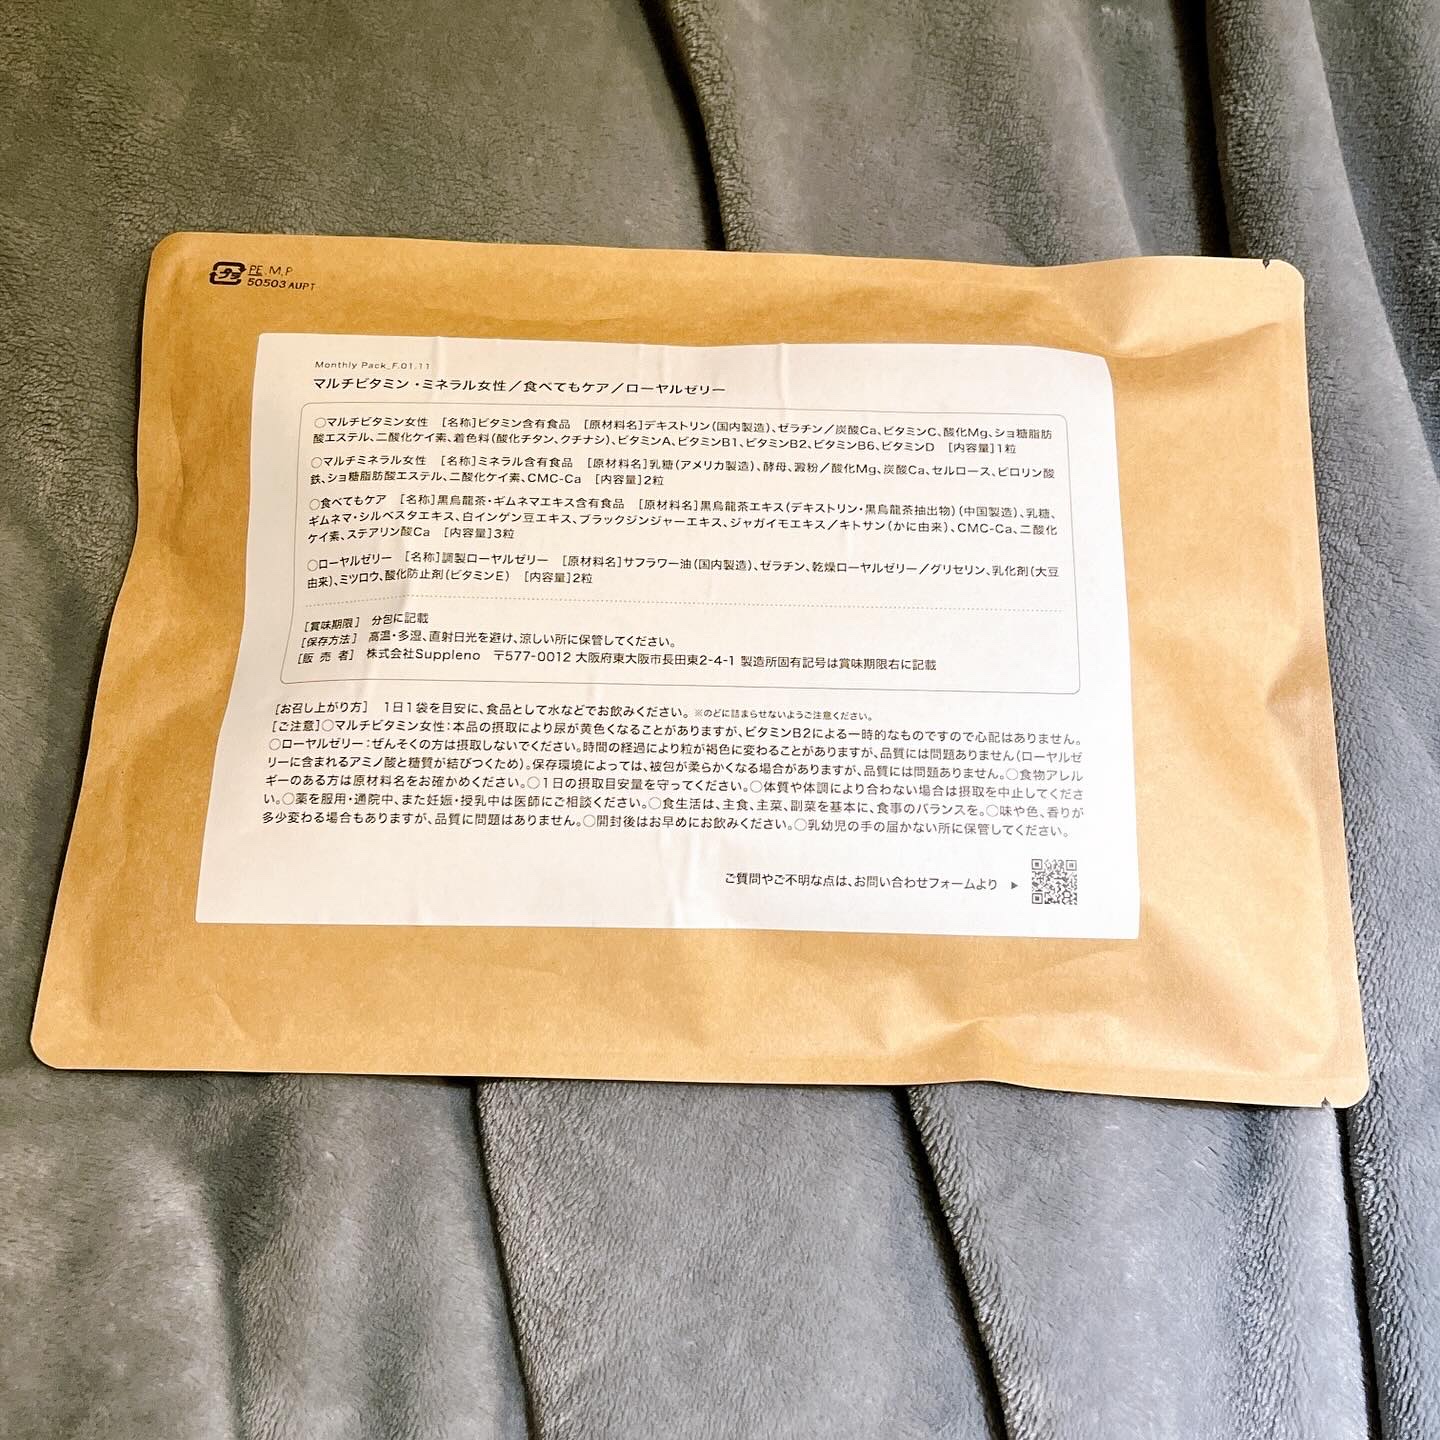 プラ PE,M,P
50503 AUPT
Monthly Pack_F.01.11
マルチビタミン・ミネラル女性／食べてもケア／ローヤルゼリー
○マルチビタミン女性 [名称]ビタミン含有食品 [原材料名]デキストリン(国内製造)、ゼラチン／炭酸Ca、ビタミンC、酸化Mg、ショ糖脂肪
酸エステル、二酸化ケイ素、着色料(酸化チタン、クチナシ)、ビタミンA、ビタミンB1、ビタミンB2、ビタミンB6、ビタミンD [内容量]1粒
○マルチミネラル女性 [名称]ミネラル含有食品 [原材料名]乳糖(アメリカ製造)、酵母、澱粉／酸化Mg、炭酸Ca、セルロース、ピロリン酸
鉄、ショ糖脂肪酸エステル、二酸化ケイ素、CMC-Ca [内容量]2粒
○食べてもケア [名称]黒烏龍茶・ギムネマエキス含有食品 [原材料名]黒烏龍茶エキス(デキストリン・黒烏龍茶抽出物)(中国製造)、乳糖、
ギムネマ・シルベスタエキス、白インゲン豆エキス、ブラックジンジャーエキス、ジャガイモエキス／キトサン(かに由来)、CMC-Ca、二酸化
ケイ素、ステアリン酸Ca [内容量]3粒
○ローヤルゼリー [名称]調製ローヤルゼリー [原材料名]サフラワー油(国内製造)、ゼラチン、乾燥ローヤルゼリー／グリセリン、乳化剤(大豆
由来)、ミツロウ、酸化防止剤(ビタミンE) [内容量]2粒
[賞味期限] 分包に記載
[保存方法] 高温・多湿、直射日光を避け、涼しい所に保管してください。
[販売者] 株式会社Suppleno 〒577-0012 大阪府東大阪市長田東2-4-1 製造所固有記号は賞味期限右に記載
[お召し上がり方] 1日1袋を目安に、食品として水などでお飲みください。※のどに詰まらせないようご注意ください。
[ご注意]○マルチビタミン女性：本品の摂取により尿が黄色くなることがありますが、ビタミンB2による一時的なものですので心配はありません。
○ローヤルゼリー：ぜんそくの方は摂取しないでください。時間の経過により粒が褐色に変わることがありますが、品質には問題ありません(ローヤルゼ
リーに含まれるアミノ酸と糖質が結びつくため)。保存環境によっては、被包が柔らかくなる場合がありますが、品質には問題ありません。○食物アレル
ギーのある方は原材料名をお確かめください。○1日の摂取目安量を守ってください。○体質や体調により合わない場合は摂取を中止してくださ
い。○薬を服用・通院中、また妊娠・授乳中は医師にご相談ください。○食生活は、主食、主菜、副菜を基本に、食事のバランスを。○味や色、香りが
多少変わる場合もありますが、品質に問題はありません。○開封後はお早めにお飲みください。○乳幼児の手の届かない所に保管してください。
ご質問やご不明な点は、お問い合わせフォームより ▶